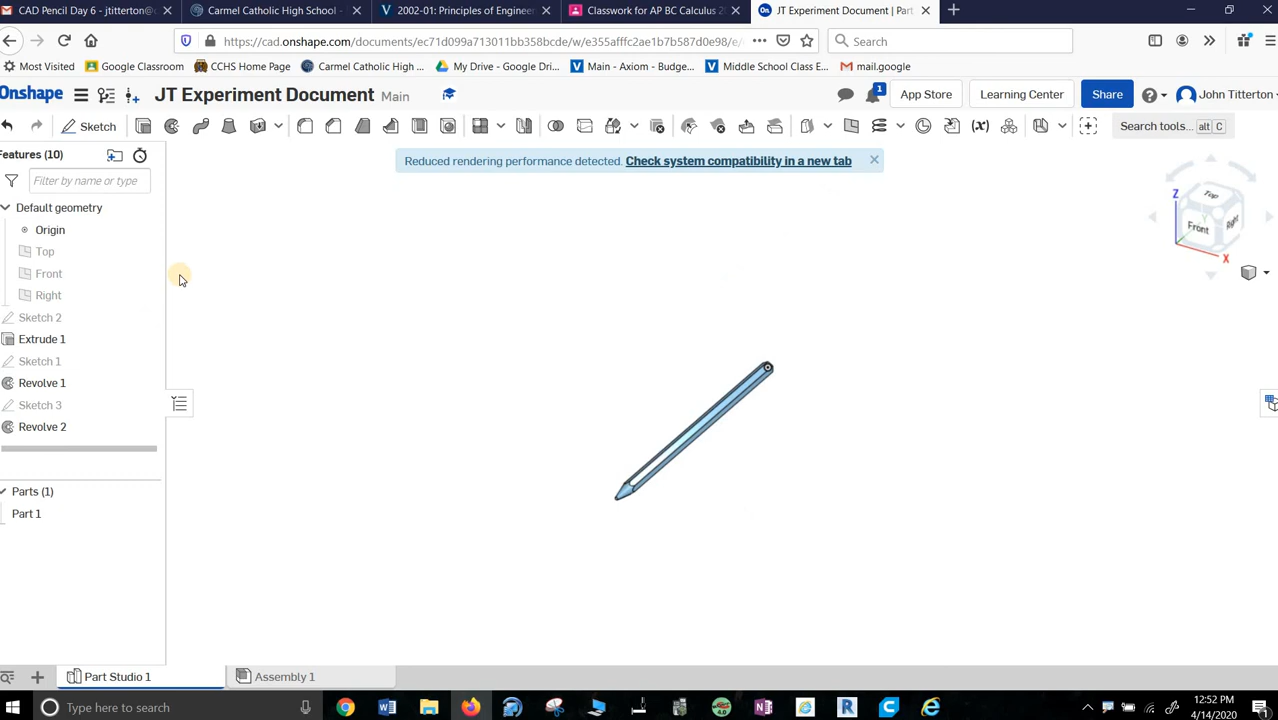 CAD Pencil Day 6 - jtitterton@
Carmel Catholic High School -
2002-01: Principles of Engineer
Classwork for AP BC Calculus 2
JT Experiment Document | Part
https://cad.onshape.com/documents/ec71d099a713011bb358bcde/w/e355afffc2ae1b7b587d0e98/e/
Search
Most Visited
Google Classroom
CCHS Home Page
Carmel Catholic High ...
My Drive - Google Dri...
Main - Axiom - Budge...
Middle School Class E...
mail.google
Onshape
JT Experiment Document Main
1
App Store
Learning Center
Share
John Titterton
Sketch
(x)
Search tools... alt C
Features (10)
Reduced rendering performance detected. Check system compatibility in a new tab
Filter by name or type
Default geometry
Origin
Top
Front
Right
Sketch 2
Extrude 1
Sketch 1
Revolve 1
Sketch 3
Revolve 2
Parts (1)
Part 1
Z
Top
Front
Right
X
Part Studio 1
Assembly 1
Type here to search
12:52 PM
4/14/2020